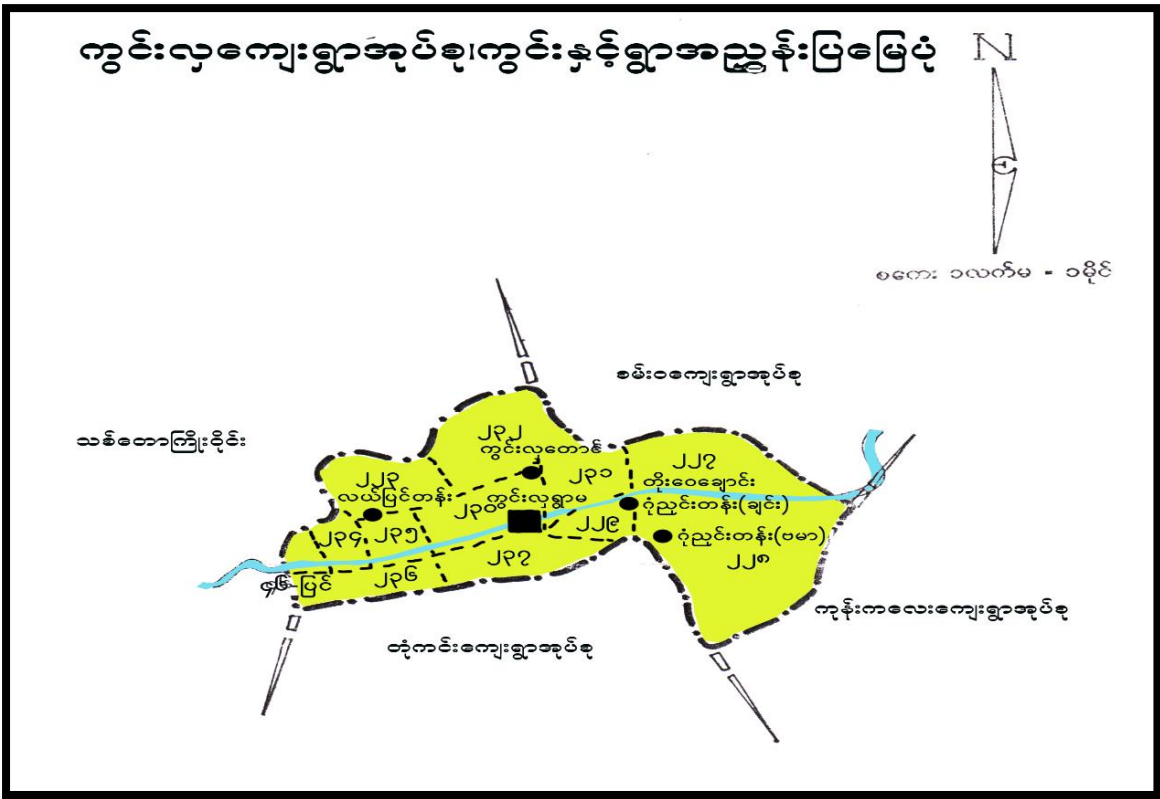 ကွင်းလှကျေးရွာအုပ်စု၊ကွင်းနှင့်ရွာအညွှန်းပြမြေပုံ
N
စကေး ၁လက်မ - ၁မိုင်
စမ်းဝကျေးရွာအုပ်စု
သစ်တောကြိုးဝိုင်း
၂၃၂
ကွင်းလှတောင်
၂၃၁
၂၂၇
၂၂၃
တိုးဝေချောင်း
လယ်ပြင်တန်း
ကွင်းလှရွာမ
၂၃၀
ဂုံညှင်းတန်း(ချင်း)
၂၃၄
၂၃၅
၂၂၉
ဂုံညှင်းတန်း(ဗမာ)
၂၃၇
၂၂၈
၂၃၆
ပြင်
ကုန်းကလေးကျေးရွာအုပ်စု
တုံကင်းကျေးရွာအုပ်စု